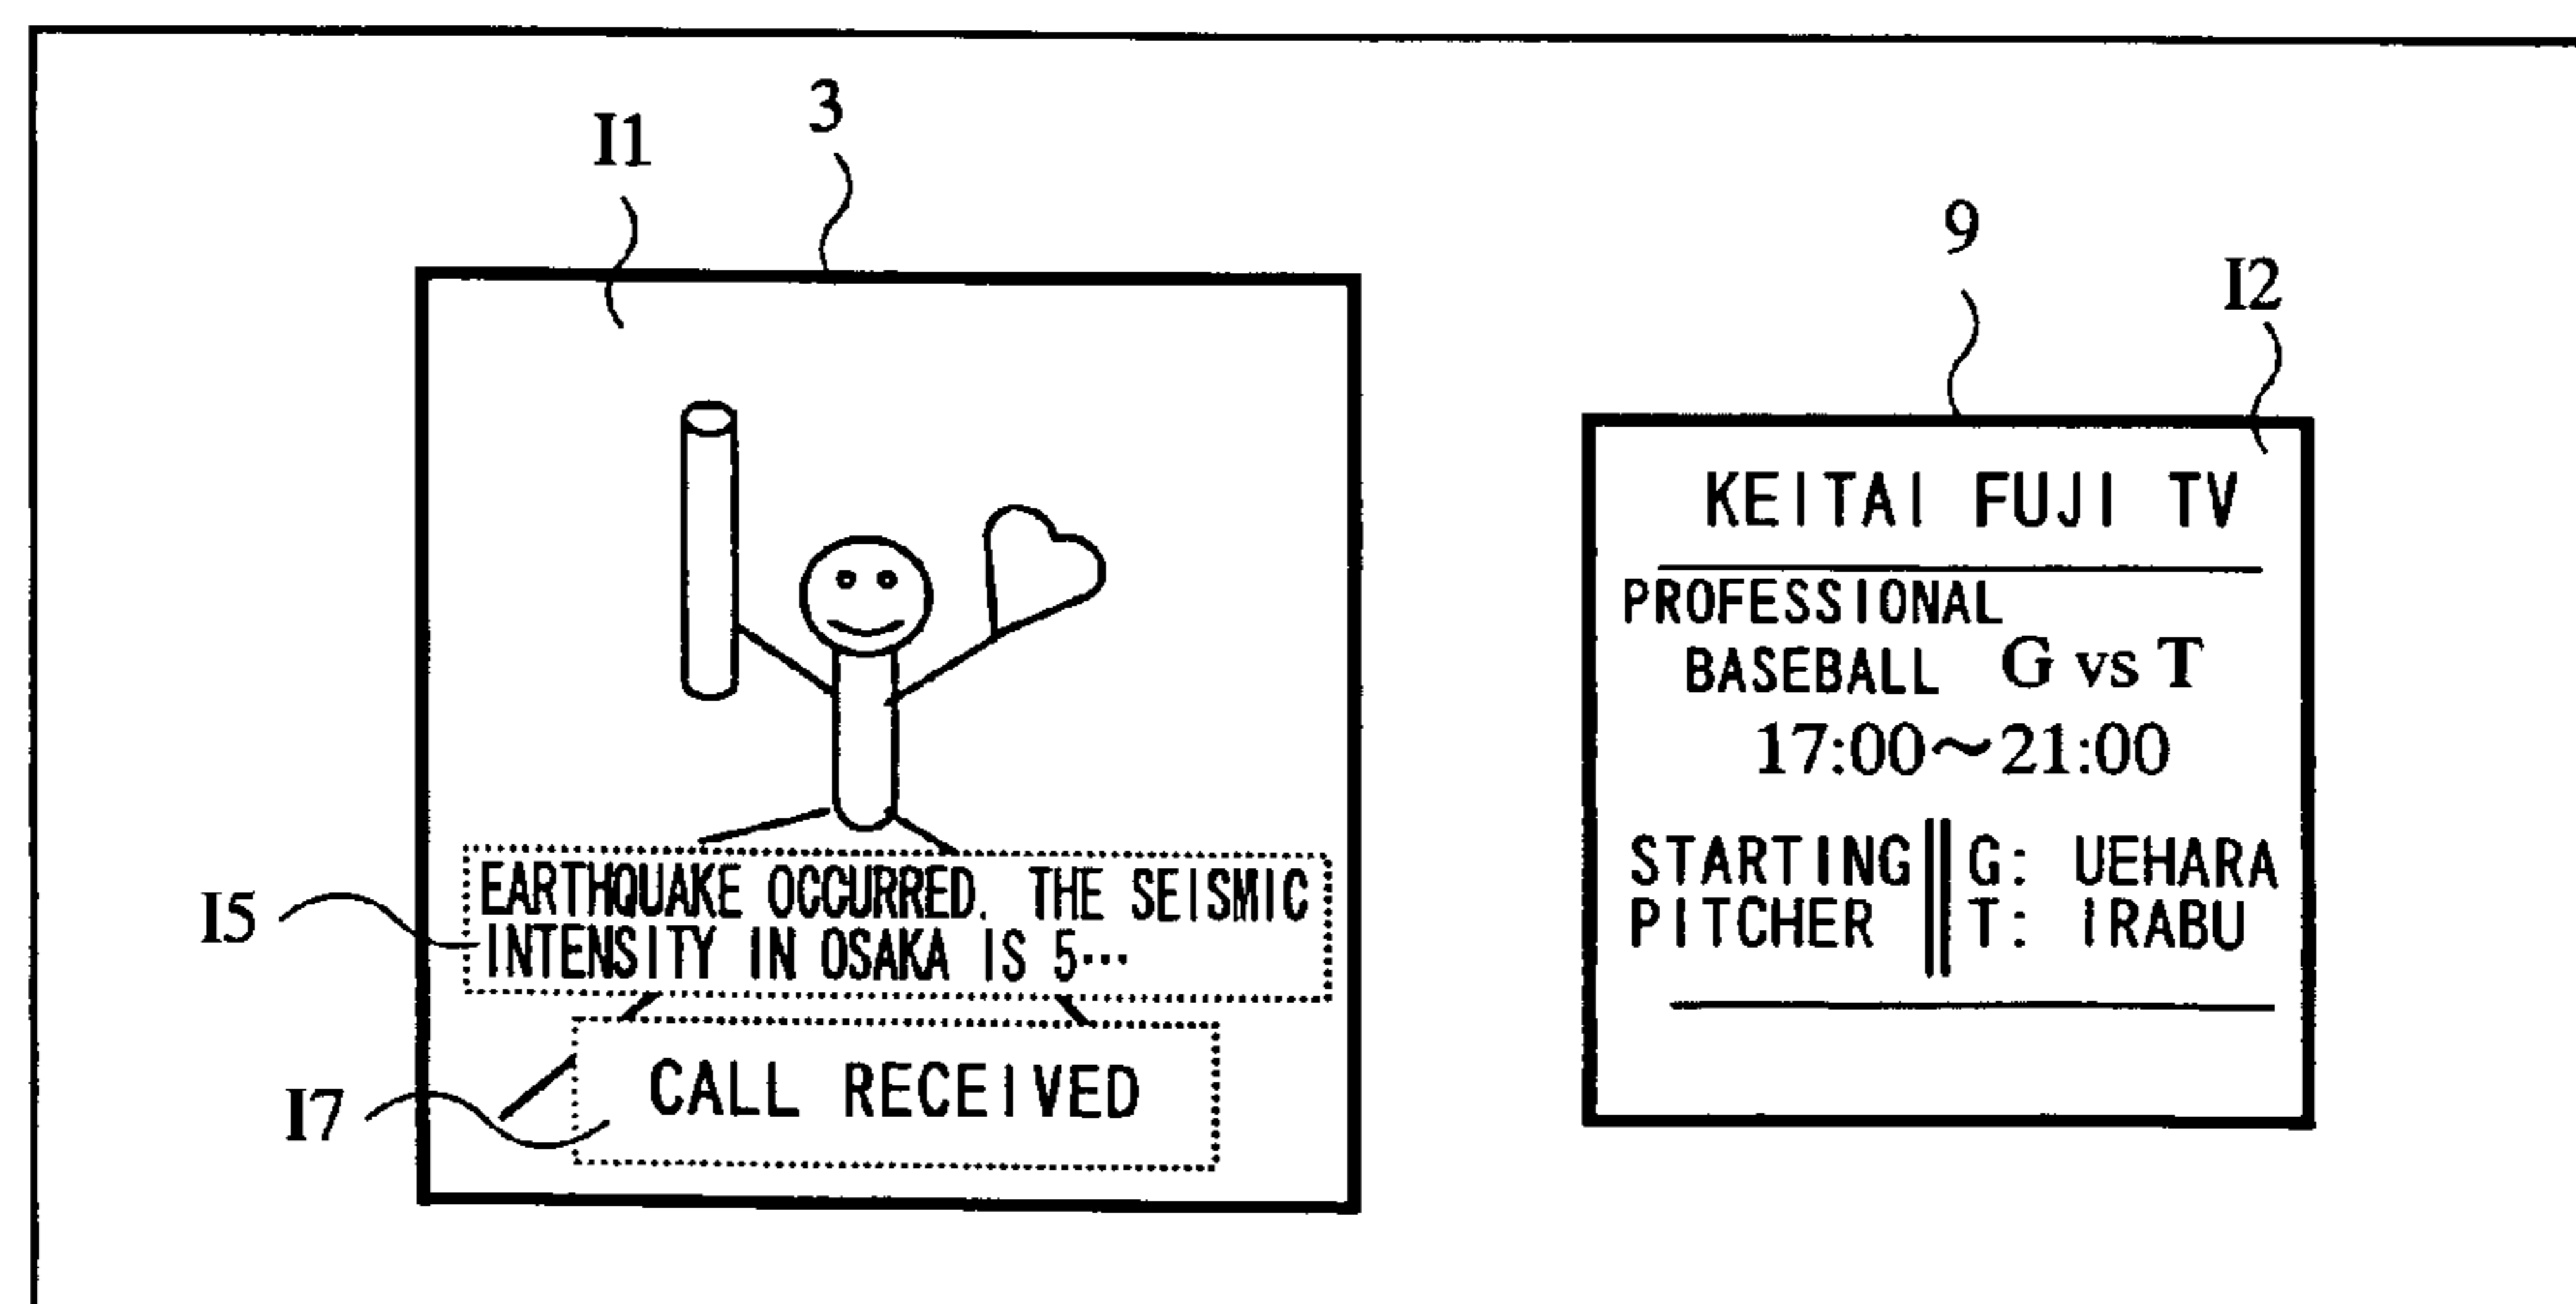 I1
3
EARTHQUAKE OCCURRED. THE SEISMIC
INTENSITY IN OSAKA IS 5…
I5
CALL RECEIVED
I7
9
I2
KEITAI FUJI TV
PROFESSIONAL
BASEBALL G vs T
17:00～21:00
STARTING G: UEHARA
PITCHER T: IRABU